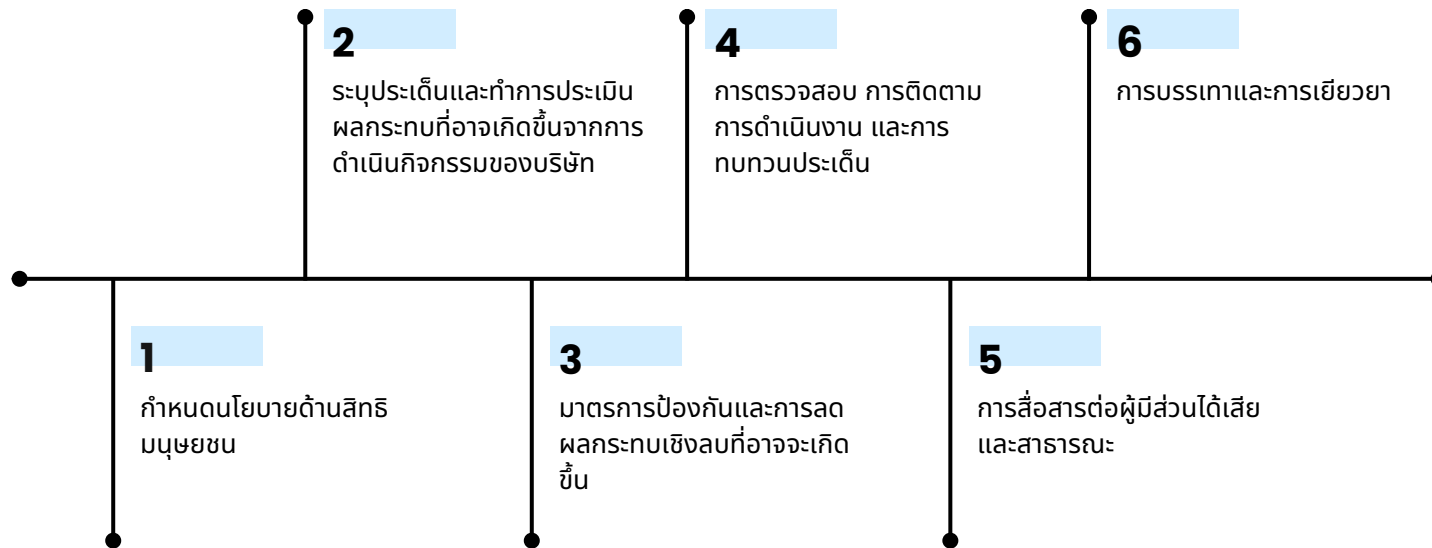 1
กำหนดนโยบายด้านสิทธิ
มนุษยชน
2
ระบุประเด็นและทำการประเมิน
ผลกระทบที่อาจเกิดขึ้นจากการ
ดำเนินกิจกรรมของบริษัท
3
มาตรการป้องกันและการลด
ผลกระทบเชิงลบที่อาจจะเกิด
ขึ้น
4
การตรวจสอบ การติดตาม
การดำเนินงาน และการ
ทบทวนประเด็น
5
การสื่อสารต่อผู้มีส่วนได้เสีย
และสาธารณะ
6
การบรรเทาและการเยียวยา